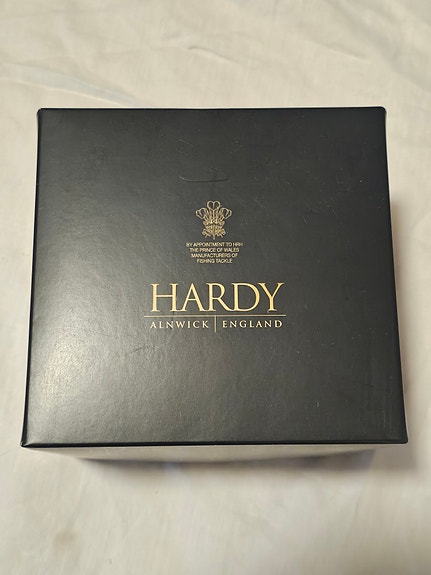 BY APPOINTMENT TO HRH
THE PRINCE OF WALES
MANUFACTURERS OF
FISHING TACKLE
HARDY
ALNWICK | ENGLAND